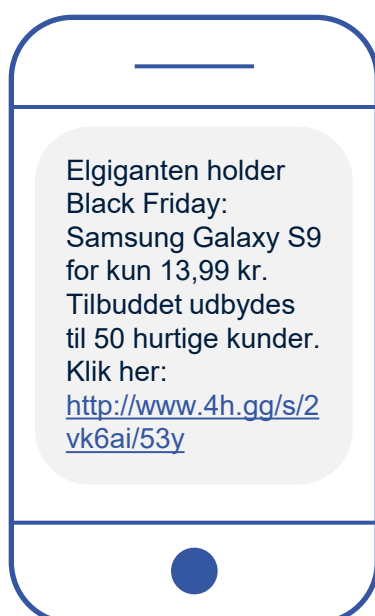 Elgiganten holder
Black Friday:
Samsung Galaxy S9
for kun 13,99 kr.
Tilbuddet udbydes
til 50 hurtige kunder.
Klik her:
http://www.4h.gg/s/2
vk6ai/53y